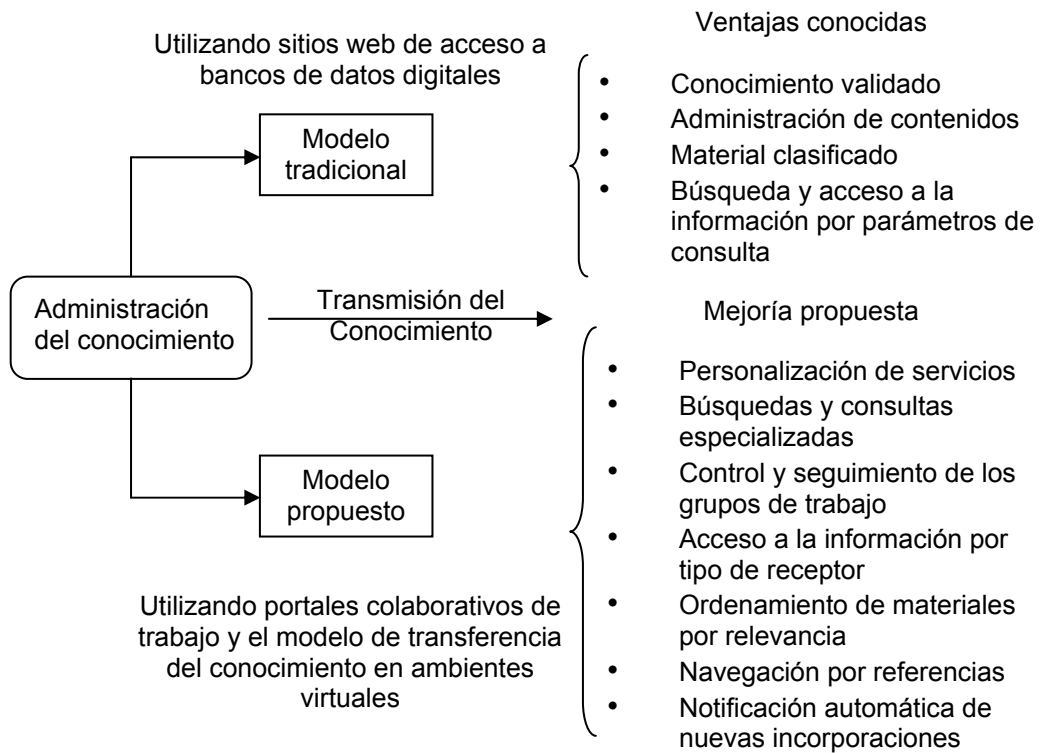 Utilizando sitios web de acceso a
bancos de datos digitales
Modelo
tradicional
Ventajas conocidas
• Conocimiento validado
• Administración de contenidos
• Material clasificado
• Búsqueda y acceso a la
información por parámetros de
consulta
Administración
del conocimiento
Transmisión del
Conocimiento
Mejoría propuesta
• Personalización de servicios
• Búsquedas y consultas
especializadas
• Control y seguimiento de los
grupos de trabajo
• Acceso a la información por
tipo de receptor
• Ordenamiento de materiales
por relevancia
• Navegación por referencias
• Notificación automática de
nuevas incorporaciones
Modelo
propuesto
Utilizando portales colaborativos de
trabajo y el modelo de transferencia
del conocimiento en ambientes
virtuales